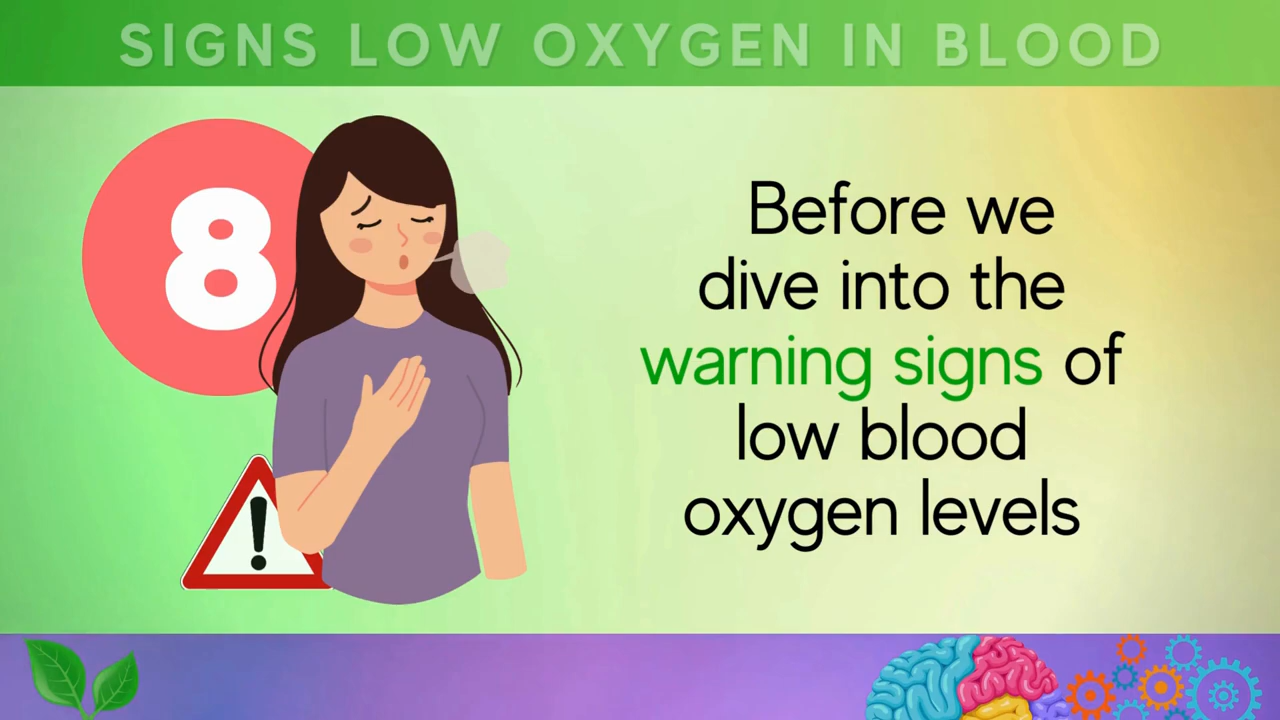 SIGNS LOW OXYGEN IN BLOOD
8
!
Before we
dive into the
warning signs of
low blood
oxygen levels